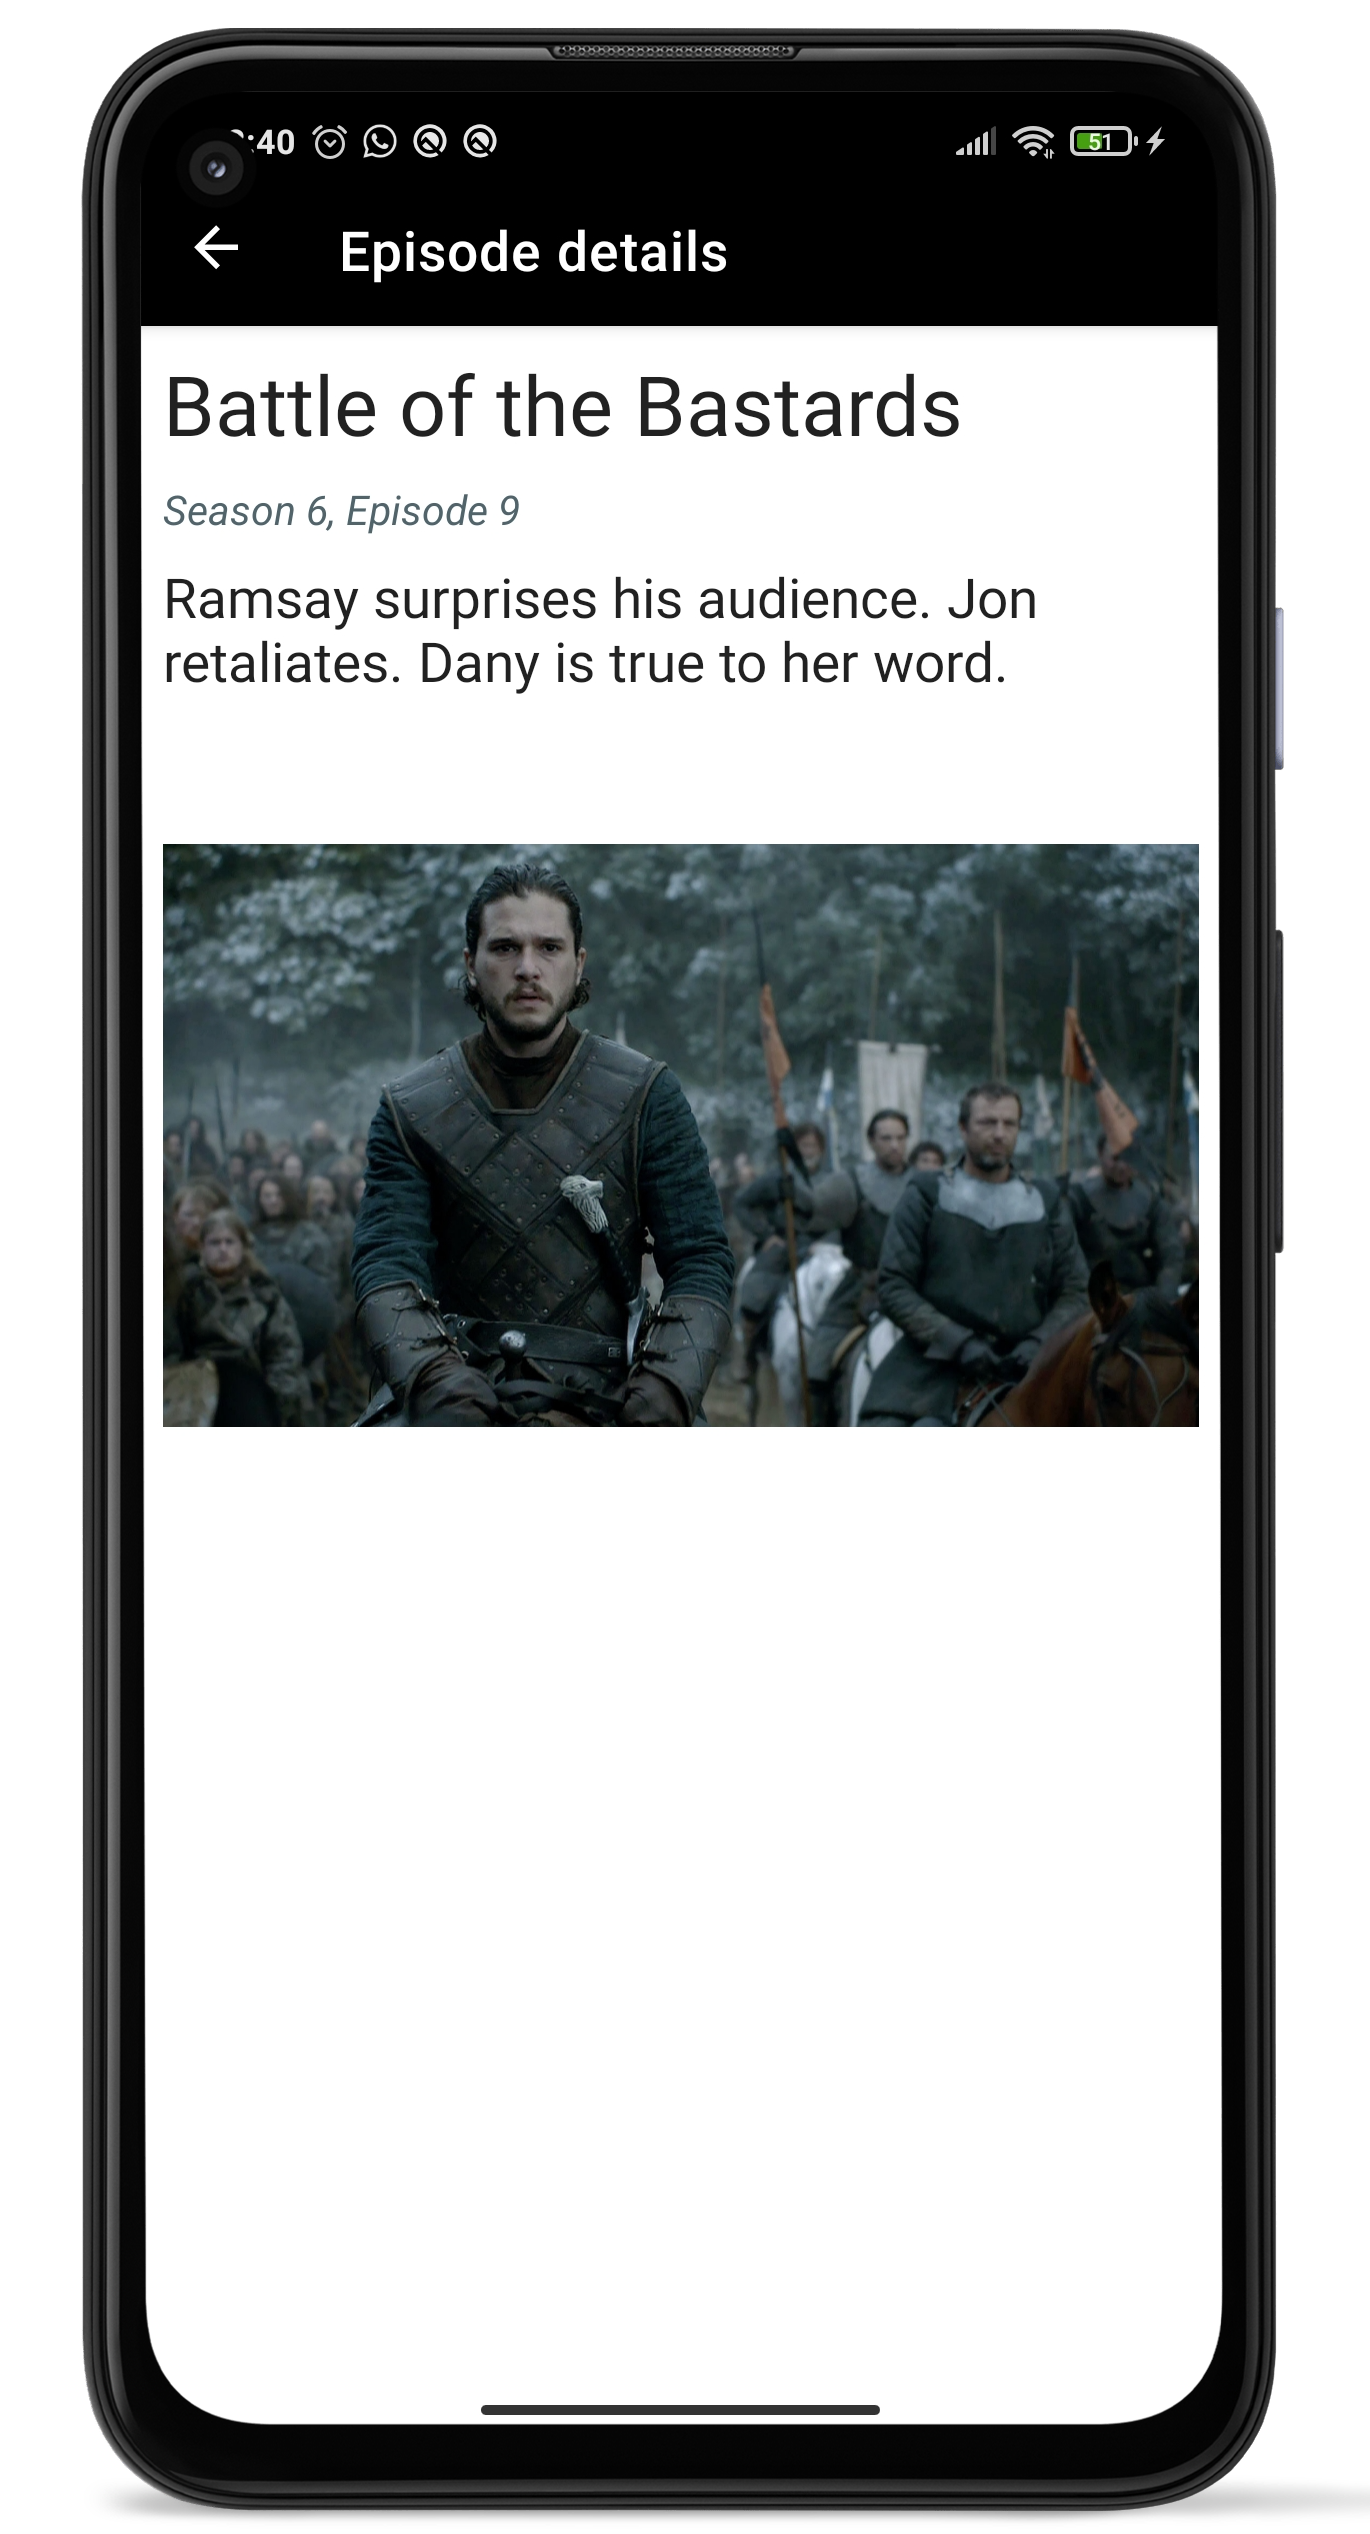 :40
51
Episode details
Battle of the Bastards
Season 6, Episode 9
Ramsay surprises his audience. Jon
retaliates. Dany is true to her word.